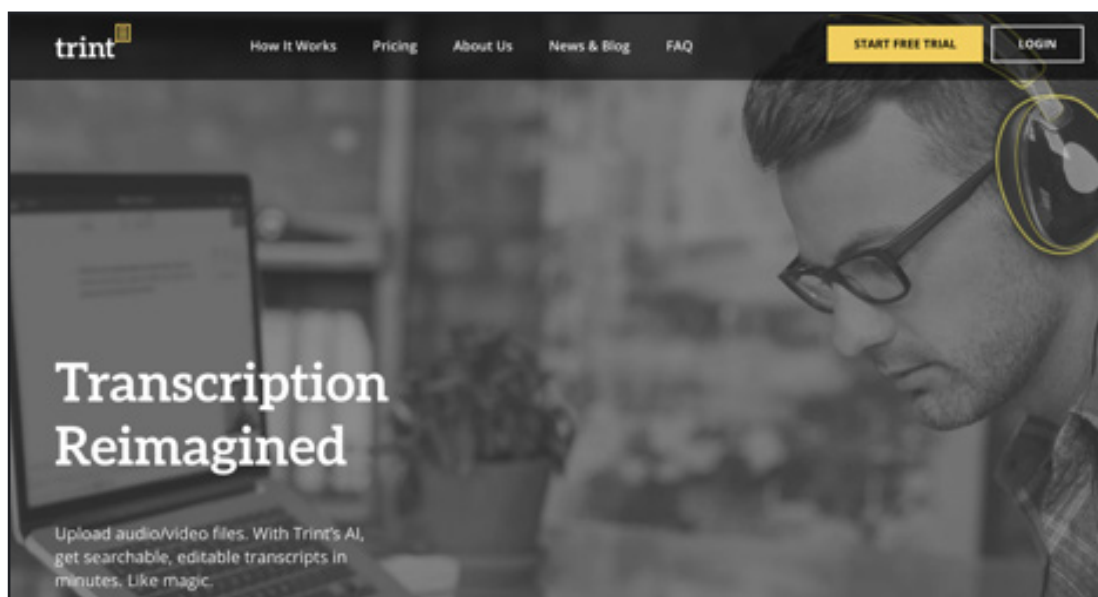 trint
How It Works
Pricing
About Us
News & Blog
FAQ
START FREE TRIAL
LOGIN
Transcription
Reimagined
Upload audio/video files. With Trint's AI,
get searchable, editable transcripts in
minutes. Like magic.